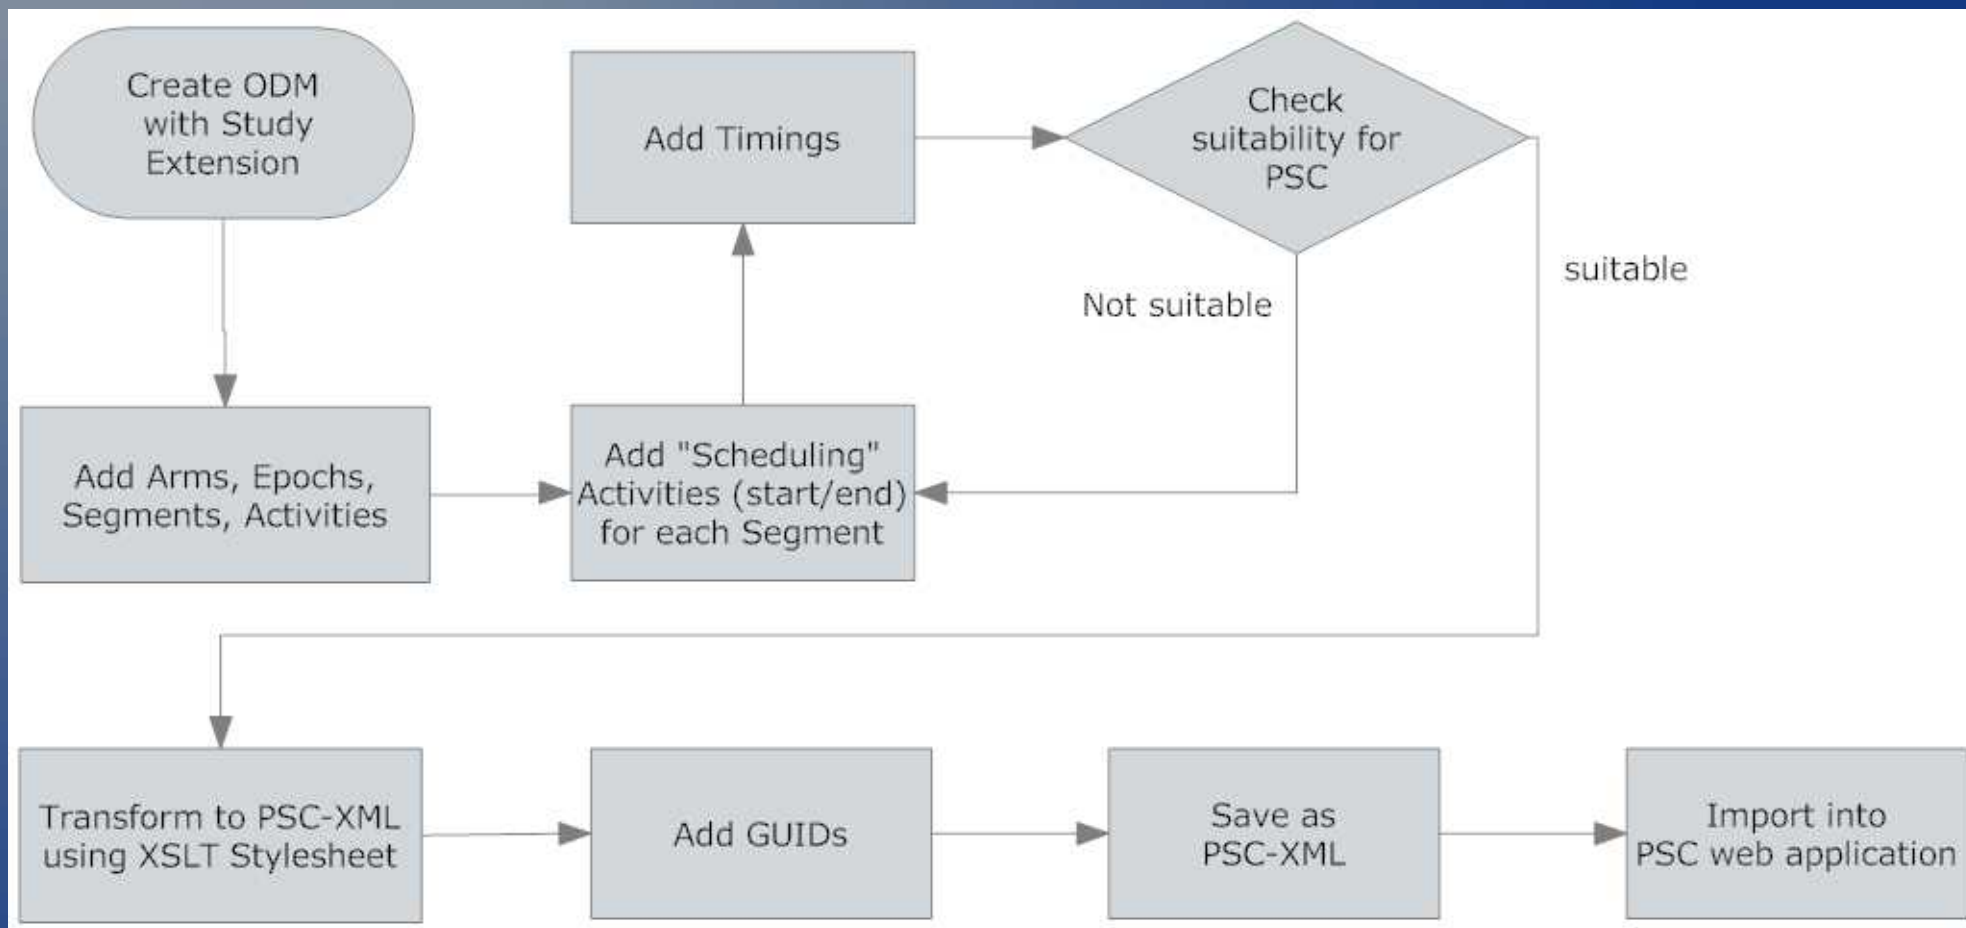 Create ODM
with Study
Extension
Add Timings
Check
suitability for
PSC
suitable
Not suitable
Add Arms, Epochs,
Segments, Activities
Add "Scheduling"
Activities (start/end)
for each Segment
Transform to PSC-XML
using XSLT Stylesheet
Add GUIDs
Save as
PSC-XML
Import into
PSC web application